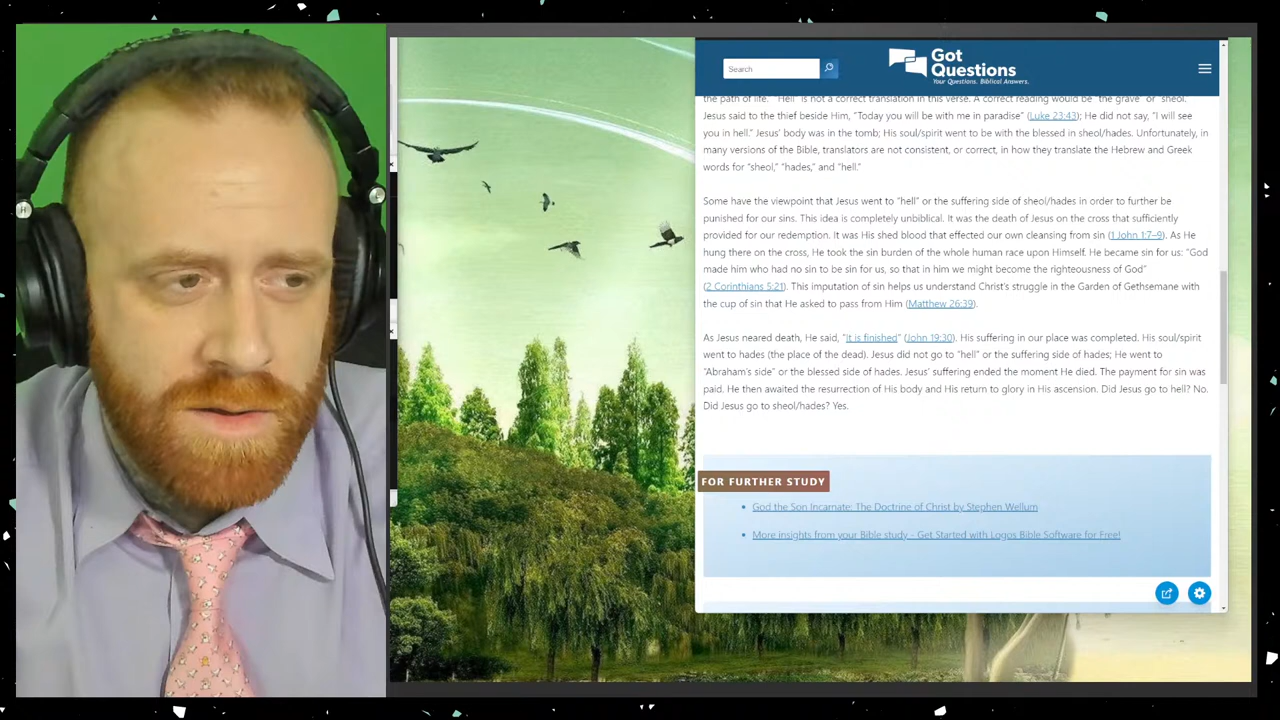 Search
Got
Questions
Your Questions. Biblical Answers.
the path of life." "Hell" is not a correct translation in this verse. A correct reading would be "the grave" or "sheol."
Jesus said to the thief beside Him, "Today you will be with me in paradise" (Luke 23:43); He did not say, "I will see
you in hell." Jesus' body was in the tomb; His soul/spirit went to be with the blessed in sheol/hades. Unfortunately, in
many versions of the Bible, translators are not consistent, or correct, in how they translate the Hebrew and Greek
words for "sheol," "hades," and "hell."
Some have the viewpoint that Jesus went to "hell" or the suffering side of sheol/hades in order to further be
punished for our sins. This idea is completely unbiblical. It was the death of Jesus on the cross that sufficiently
provided for our redemption. It was His shed blood that effected our own cleansing from sin (1 John 1:7–9). As He
hung there on the cross, He took the sin burden of the whole human race upon Himself. He became sin for us: "God
made him who had no sin to be sin for us, so that in him we might become the righteousness of God"
(2 Corinthians 5:21). This imputation of sin helps us understand Christ's struggle in the Garden of Gethsemane with
the cup of sin that He asked to pass from Him (Matthew 26:39).
As Jesus neared death, He said, "It is finished" (John 19:30). His suffering in our place was completed. His soul/spirit
went to hades (the place of the dead). Jesus did not go to "hell" or the suffering side of hades; He went to
"Abraham's side" or the blessed side of hades. Jesus' suffering ended the moment He died. The payment for sin was
paid. He then awaited the resurrection of His body and His return to glory in His ascension. Did Jesus go to hell? No.
Did Jesus go to sheol/hades? Yes.
FOR FURTHER STUDY
God the Son Incarnate: The Doctrine of Christ by Stephen Wellum
More insights from your Bible study - Get Started with Logos Bible Software for Free!